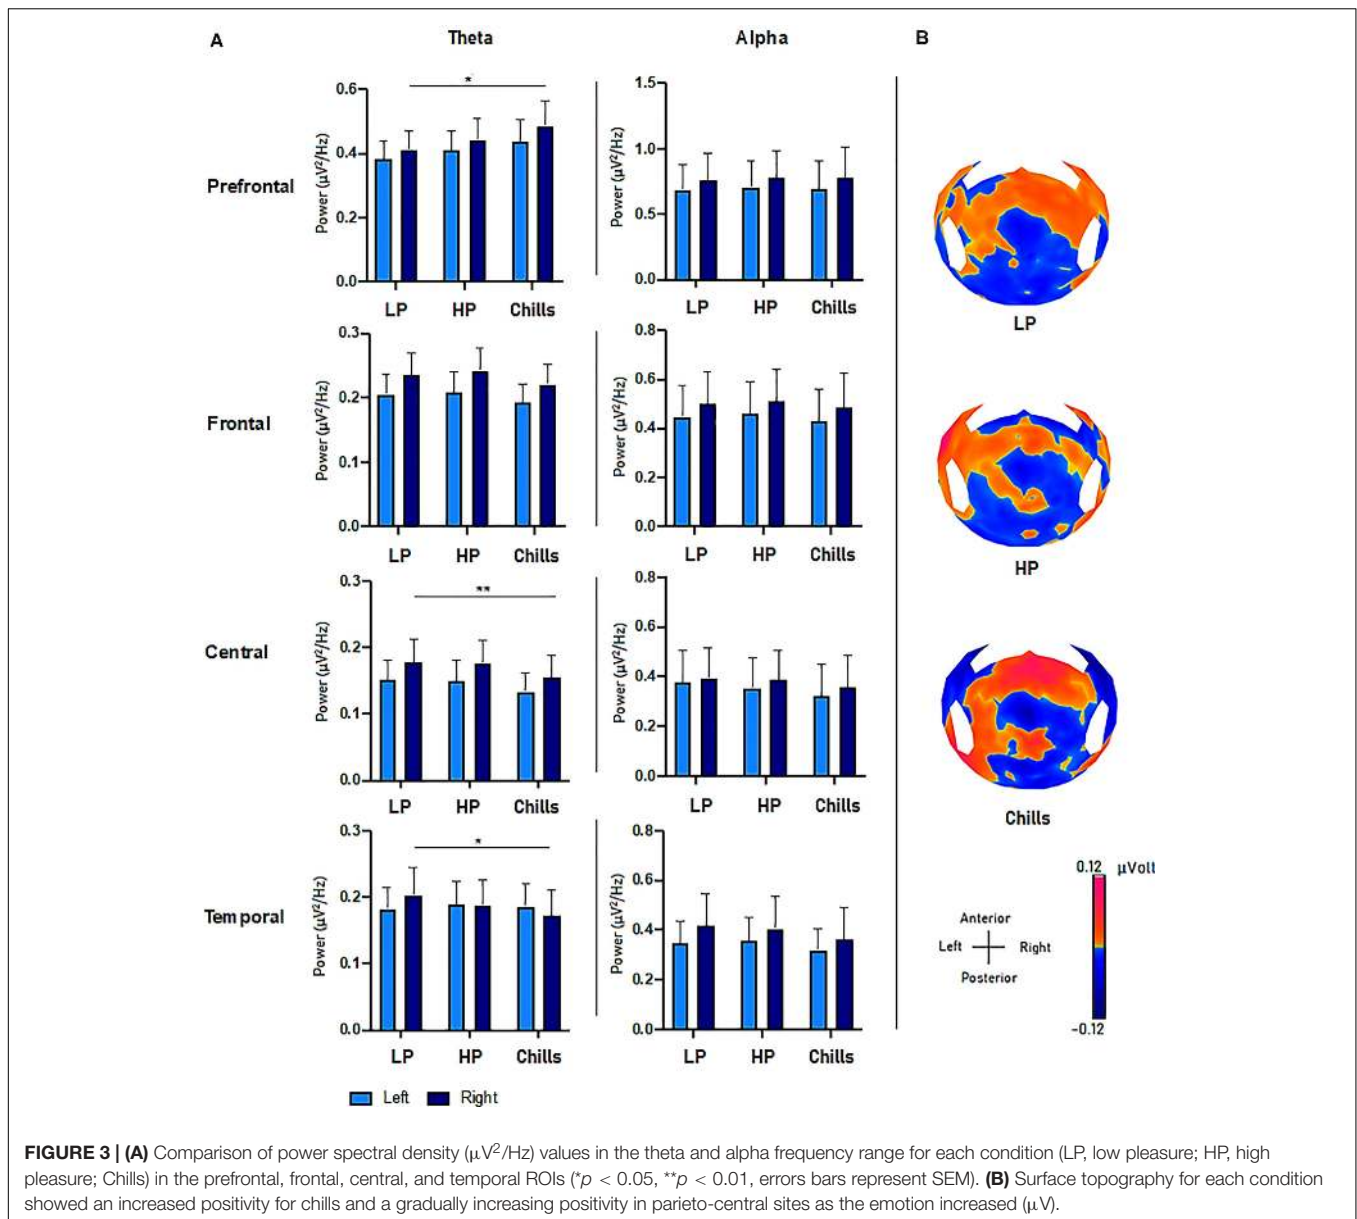 A
Theta
Alpha
B
Prefrontal
Power (μV²/Hz)
0.6
0.4
0.2
0.0
*
LP HP Chills
Power (μV²/Hz)
1.5
1.0
0.5
0.0
LP HP Chills
LP
Frontal
Power (μV²/Hz)
0.3
0.2
0.1
0.0
LP HP Chills
Power (μV²/Hz)
0.8
0.6
0.4
0.2
0.0
LP HP Chills
HP
Central
Power (μV²/Hz)
0.3
0.2
0.1
0.0
**
LP HP Chills
Power (μV²/Hz)
0.8
0.6
0.4
0.2
0.0
LP HP Chills
Chills
Temporal
Power (μV²/Hz)
0.3
0.2
0.1
0.0
*
LP HP Chills
Power (μV²/Hz)
0.8
0.6
0.4
0.2
0.0
LP HP Chills
0.12 μVolt
Anterior
Left Right
Posterior
−0.12
Left Right
FIGURE 3 | (A) Comparison of power spectral density (μV²/Hz) values in the theta and alpha frequency range for each condition (LP, low pleasure; HP, high
pleasure; Chills) in the prefrontal, frontal, central, and temporal ROIs (*p < 0.05, **p < 0.01, errors bars represent SEM). (B) Surface topography for each condition
showed an increased positivity for chills and a gradually increasing positivity in parieto-central sites as the emotion increased (μV).